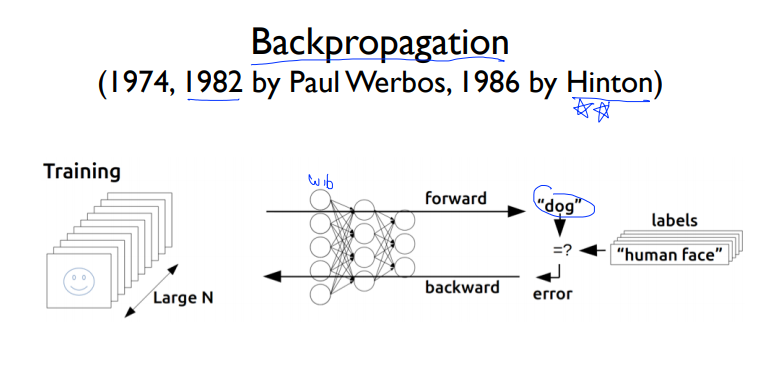 Backpropagation
(1974, 1982 by Paul Werbos, 1986 by Hinton)
Training
w,b
forward
"dog"
labels
=?
"human face"
Large N
backward
error